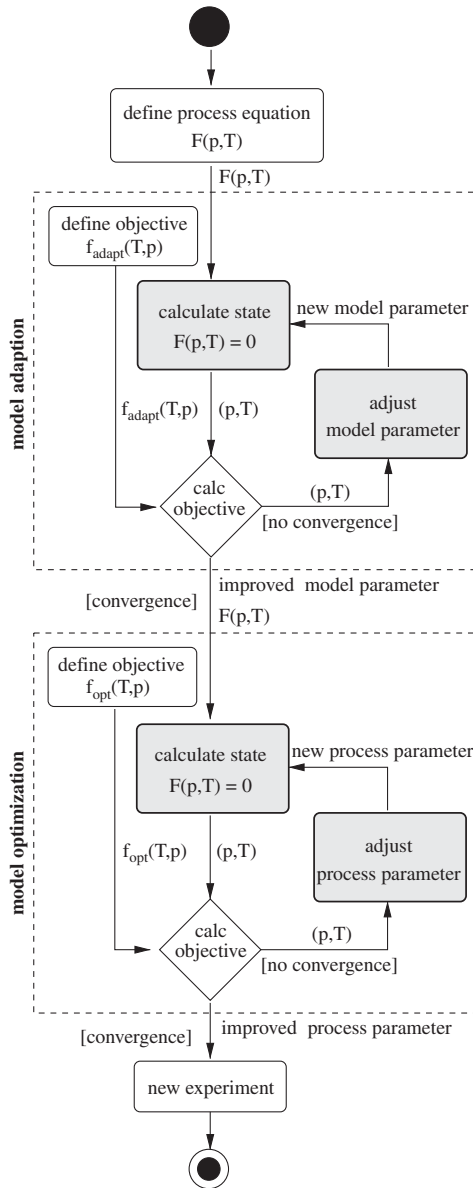 define process equation
F(p,T)
F(p,T)
define objective
f_adapt(T,p)
calculate state
F(p,T) = 0
new model parameter
adjust
model parameter
model adaption
f_adapt(T,p)
(p,T)
calc
objective
(p,T)
[no convergence]
[convergence]
improved model parameter
F(p,T)
define objective
f_opt(T,p)
calculate state
F(p,T) = 0
new process parameter
adjust
process parameter
model optimization
f_opt(T,p)
(p,T)
calc
objective
(p,T)
[no convergence]
[convergence]
improved process parameter
new experiment